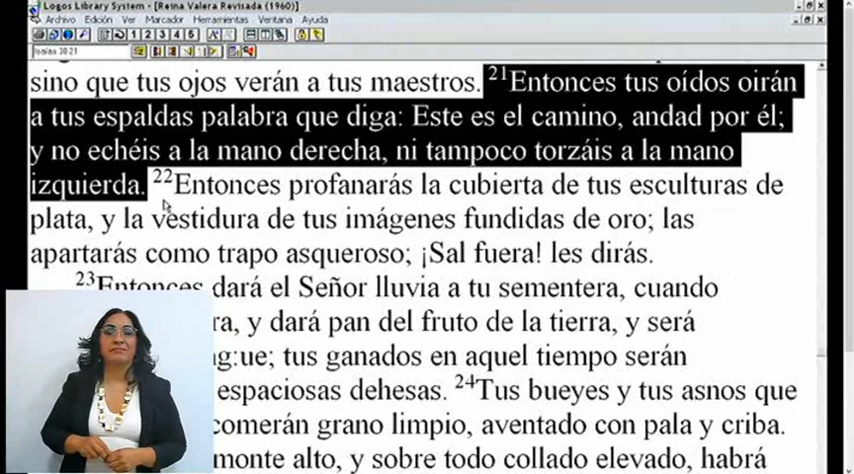 Logos Library System - [Reina Valera Revisada (1960)]
Archivo Edición Ver Marcador Herramientas Ventana Ayuda
1 2 3 4 5
Isaías 30:21
sino que tus ojos verán a tus maestros. 21Entonces tus oídos oirán
a tus espaldas palabra que diga: Este es el camino, andad por él;
y no echéis a la mano derecha, ni tampoco torzáis a la mano
izquierda. 22Entonces profanarás la cubierta de tus esculturas de
plata, y la vestidura de tus imágenes fundidas de oro; las
apartarás como trapo asqueroso; ¡Sal fuera! les dirás.
23Entonces dará el Señor lluvia a tu sementera, cuando
ra, y dará pan del fruto de la tierra, y será
g:ue; tus ganados en aquel tiempo serán
espaciosas dehesas. 24Tus bueyes y tus asnos que
comerán grano limpio, aventado con pala y criba.
monte alto, y sobre todo collado elevado, habrá